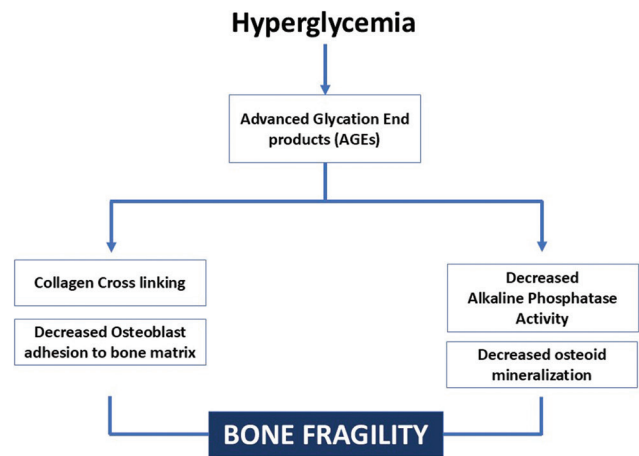 Hyperglycemia
Advanced Glycation End
products (AGEs)
Collagen Cross linking
Decreased Osteoblast
adhesion to bone matrix
Decreased
Alkaline Phosphatase
Activity
Decreased osteoid
mineralization
BONE FRAGILITY